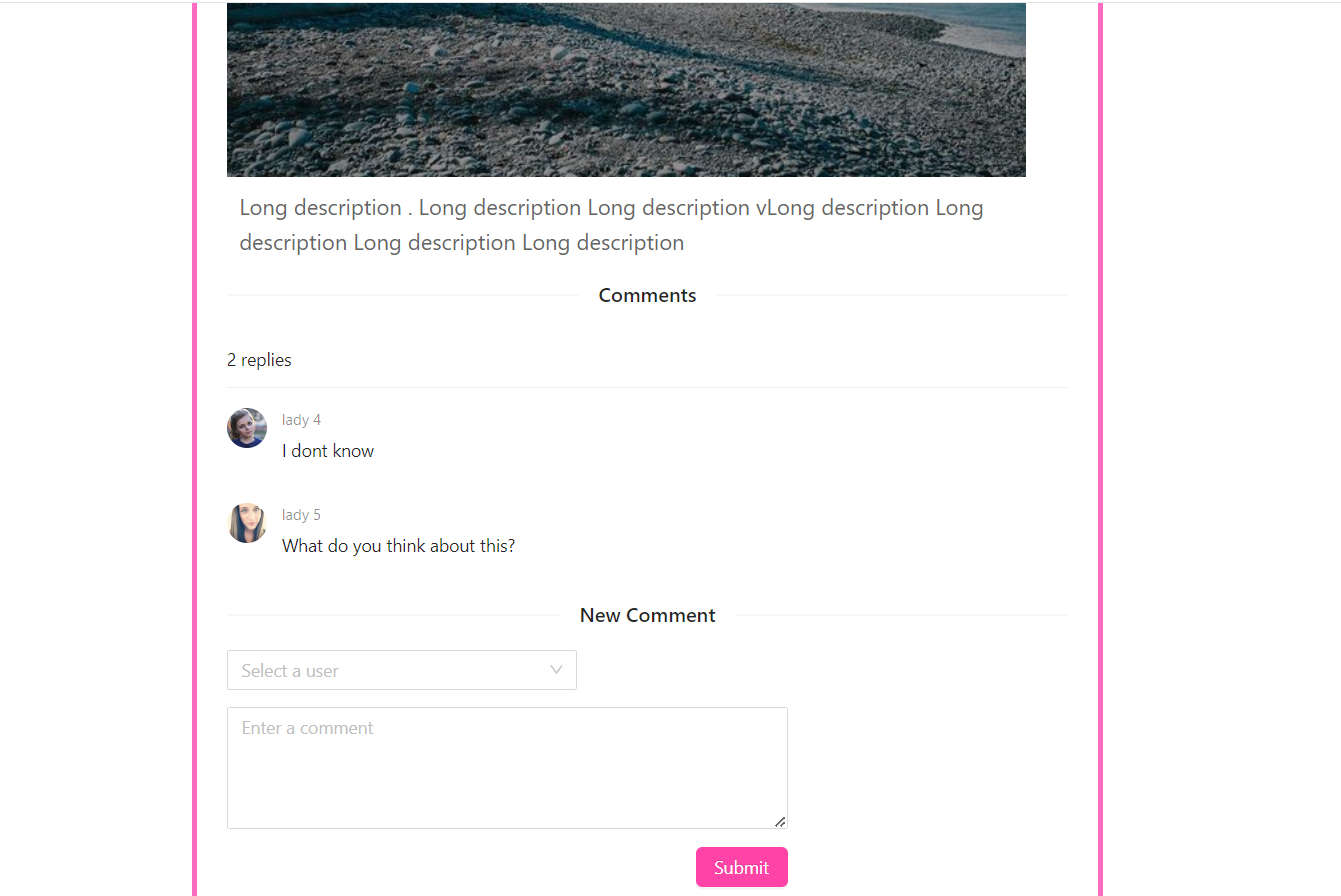 Long description . Long description Long description vLong description Long
description Long description Long description
Comments
2 replies
lady 4
I dont know
lady 5
What do you think about this?
New Comment
Select a user
Enter a comment
Submit